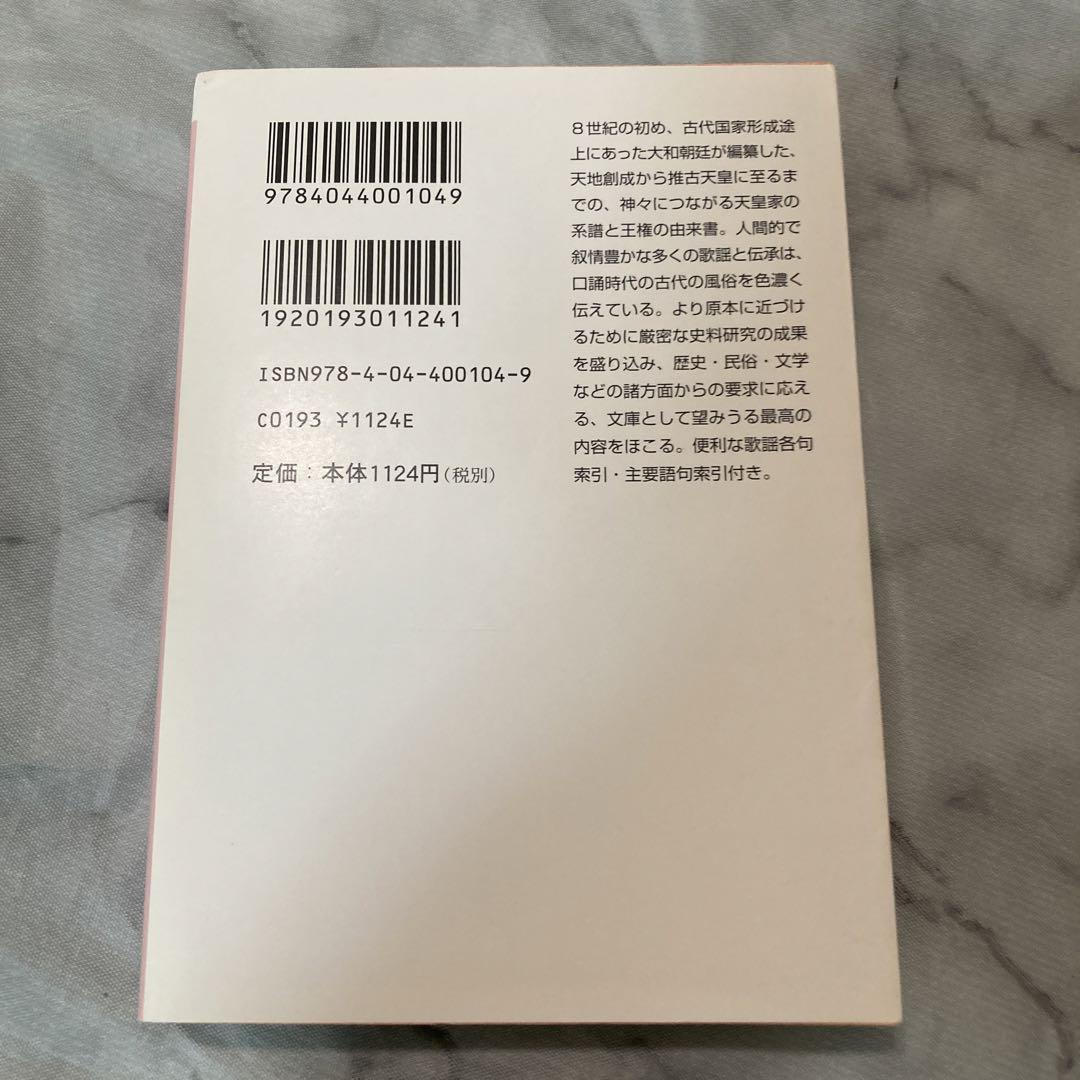 9784044001049
1920193011241
ISBN978-4-04-400104-9
C0193 ¥1124E
定価：本体1124円(税別)
8世紀の初め、古代国家形成途
上にあった大和朝廷が編纂した、
天地創成から推古天皇に至るま
での、神々につながる天皇家の
系譜と王権の由来書。人間的で
叙情豊かな多くの歌謡と伝承は、
口誦時代の古代の風俗を色濃く
伝えている。より原本に近づけ
るために厳密な史料研究の成果
を盛り込み、歴史・民俗・文学
などの諸方面からの要求に応え
る、文庫として望みうる最高の
内容をほこる。便利な歌謡各句
索引・主要語句索引付き。